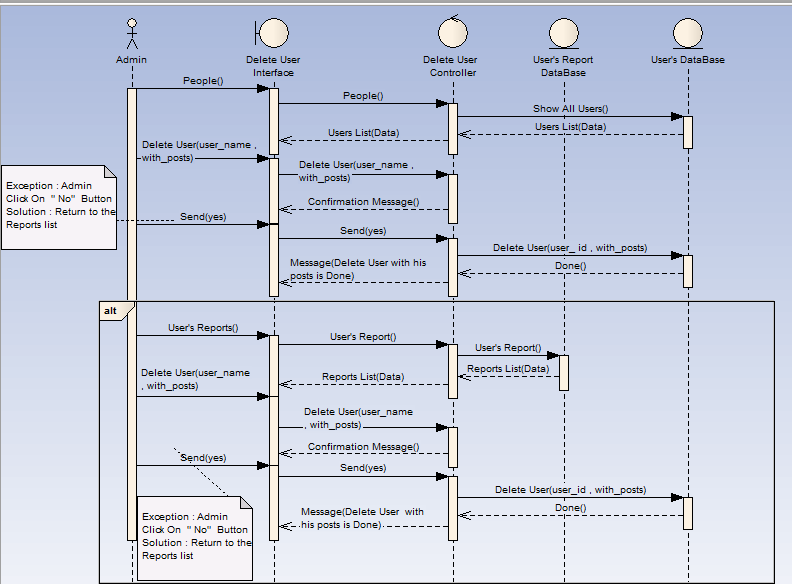 Admin
Delete User
Interface
Delete User
Controller
User's Report
DataBase
User's DataBase
People()
People()
Show All Users()
Users List(Data)
Users List(Data)
Delete User(user_name ,
with_posts)
Delete User(user_name ,
with_posts)
Exception : Admin
Click On " No" Button
Solution : Return to the
Reports list
Confirmation Message()
Send(yes)
Send(yes)
Delete User(user_ id , with_posts)
Message(Delete User with his
posts is Done)
Done()
alt
User's Reports()
User's Report()
User's Report()
Reports List(Data)
Reports List(Data)
Delete User(user_name
, with_posts)
Delete User(user_name
, with_posts)
Confirmation Message()
Send(yes)
Send(yes)
Delete User(user_id , with_posts)
Done()
Message(Delete User with
his posts is Done)
Exception : Admin
Click On " No" Button
Solution : Return to the
Reports list